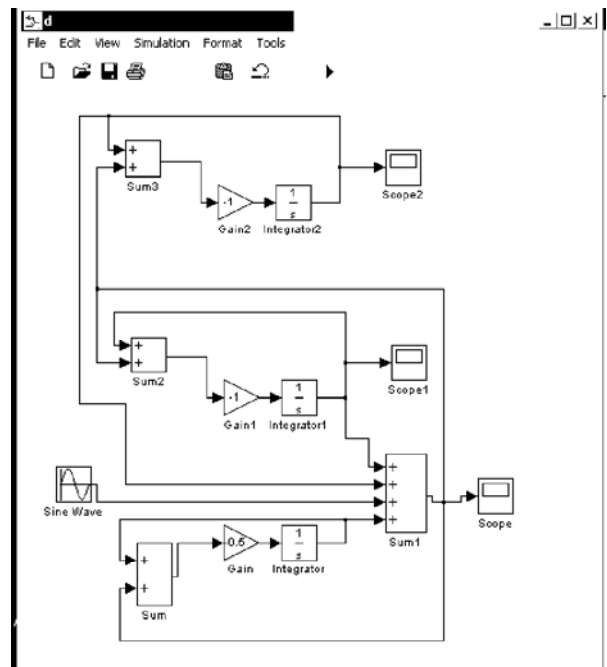 d
File Edit View Simulation Format Tools
+
+
Sum3
-1
Gain2
1
s
Integrator2
Scope2
+
+
Sum2
-1
Gain1
1
s
Integrator1
Scope1
Sine Wave
+
+
+
+
Sum1
Scope
+
+
Sum
0.5
Gain
1
s
Integrator